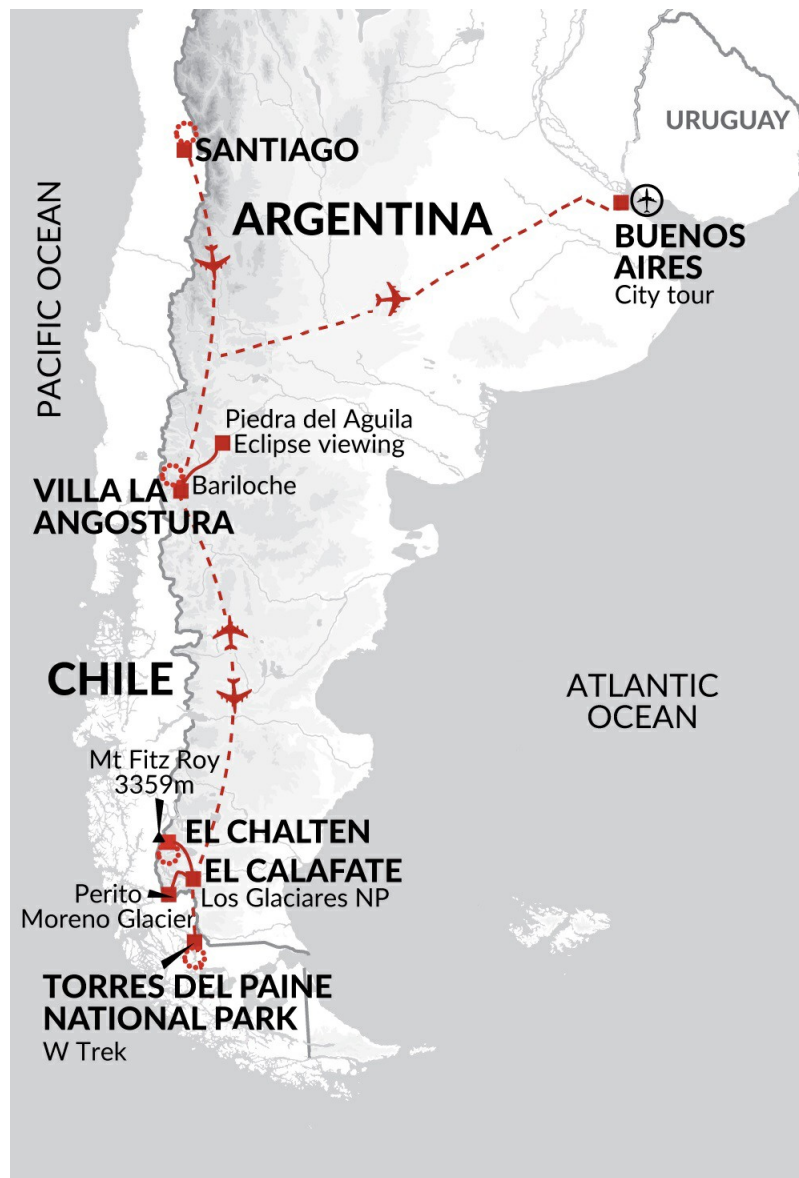 URUGUAY
SANTIAGO
ARGENTINA
BUENOS
AIRES
City tour
PACIFIC OCEAN
Piedra del Aguila
Eclipse viewing
VILLA LA
ANGOSTURA
Bariloche
CHILE
ATLANTIC
OCEAN
Mt Fitz Roy
3359m
EL CHALTEN
EL CALAFATE
Los Glaciares NP
Perito
Moreno Glacier
TORRES DEL PAINE
NATIONAL PARK
W Trek